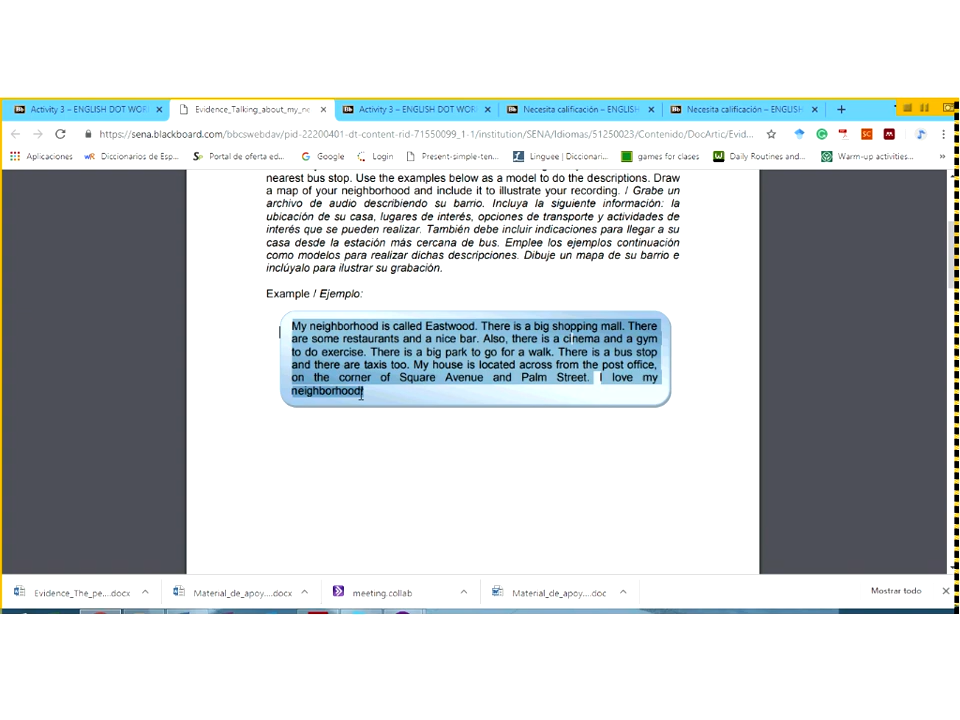 Activity 3 – ENGLISH DOT WOR
Evidence_Talking_about_my_ne
Activity 3 – ENGLISH DOT WOR
Necesita calificación – ENGLISH
Necesita calificación – ENGLISH
https://sena.blackboard.com/bbcswebdav/pid-22200401-dt-content-rid-71550099_1-1/institution/SENA/Idiomas/51250023/Contenido/DocArtic/Evid...
Aplicaciones
Diccionarios de Esp...
Portal de oferta ed...
Google
Login
Present-simple-ten...
Linguee | Diccionari...
games for clases
Daily Routines and...
Warm-up activities...
nearest bus stop. Use the examples below as a model to do the descriptions. Draw
a map of your neighborhood and include it to illustrate your recording. / Grabe un
archivo de audio describiendo su barrio. Incluya la siguiente información: la
ubicación de su casa, lugares de interés, opciones de transporte y actividades de
interés que se pueden realizar. También debe incluir indicaciones para llegar a su
casa desde la estación más cercana de bus. Emplee los ejemplos continuación
como modelos para realizar dichas descripciones. Dibuje un mapa de su barrio e
inclúyalo para ilustrar su grabación.
Example / Ejemplo:
My neighborhood is called Eastwood. There is a big shopping mall. There
are some restaurants and a nice bar. Also, there is a cinema and a gym
to do exercise. There is a big park to go for a walk. There is a bus stop
and there are taxis too. My house is located across from the post office,
on the corner of Square Avenue and Palm Street. I love my
neighborhood!
Evidence_The_pe....docx
Material_de_apoy....docx
meeting.collab
Material_de_apoy....doc
Mostrar todo